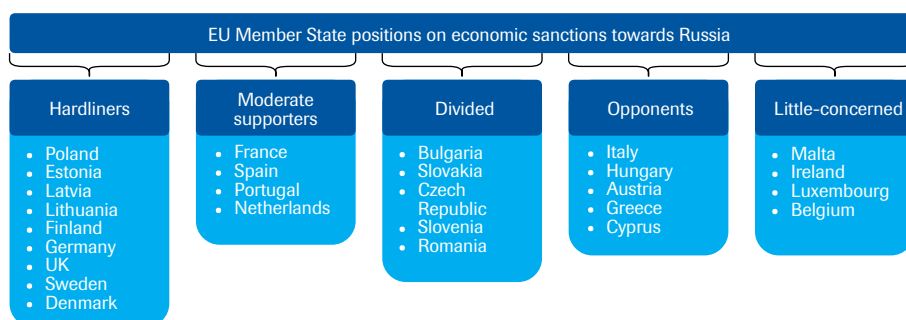 EU Member State positions on economic sanctions towards Russia
Hardliners
Poland
Estonia
Latvia
Lithuania
Finland
Germany
UK
Sweden
Denmark
Moderate
supporters
France
Spain
Portugal
Netherlands
Divided
Bulgaria
Slovakia
Czech
Republic
Slovenia
Romania
Opponents
Italy
Hungary
Austria
Greece
Cyprus
Little-concerned
Malta
Ireland
Luxembourg
Belgium